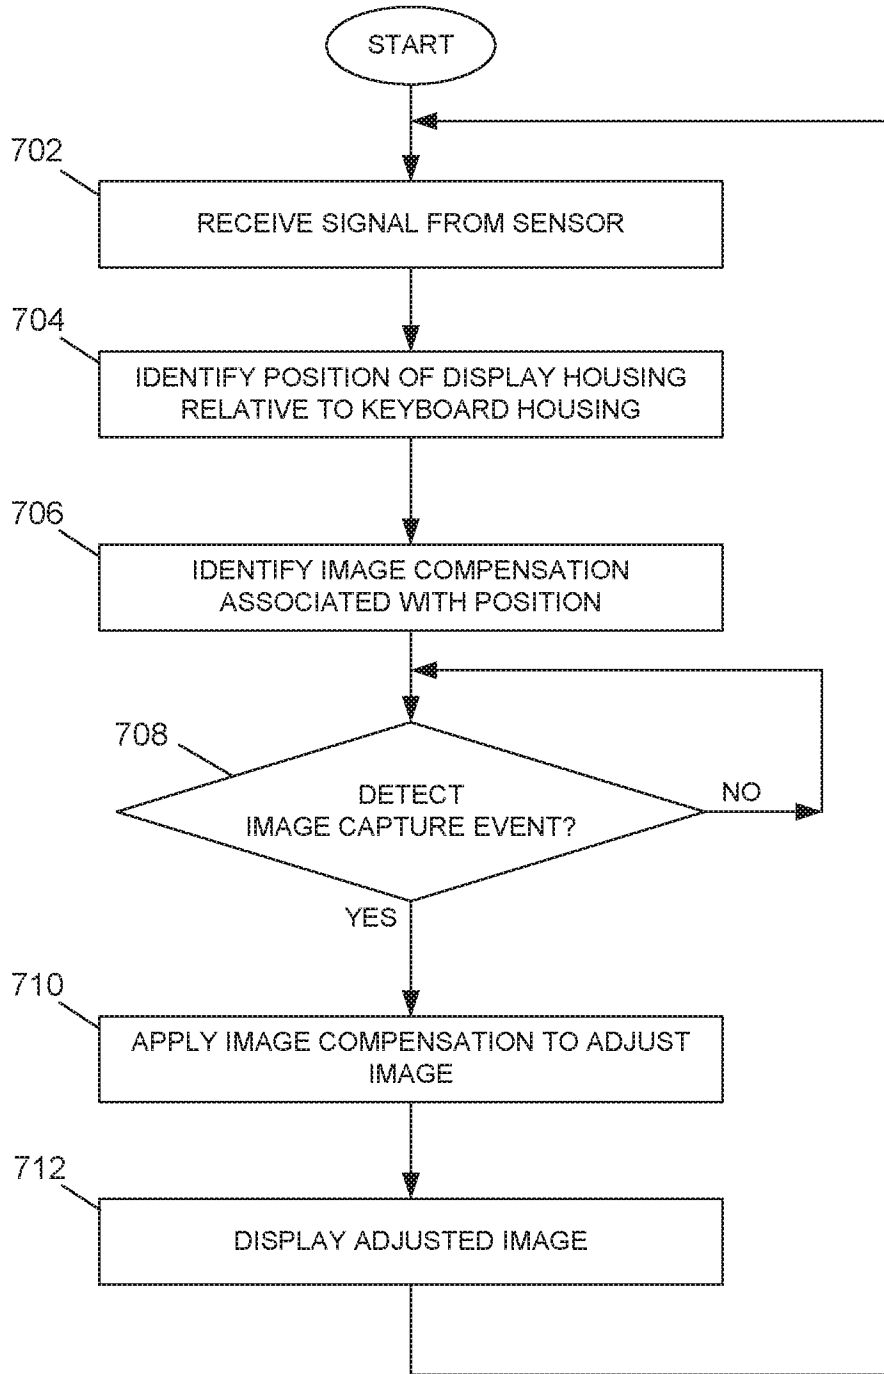 START
702
RECEIVE SIGNAL FROM SENSOR
704
IDENTIFY POSITION OF DISPLAY HOUSING
RELATIVE TO KEYBOARD HOUSING
706
IDENTIFY IMAGE COMPENSATION
ASSOCIATED WITH POSITION
708
DETECT
IMAGE CAPTURE EVENT?
NO
YES
710
APPLY IMAGE COMPENSATION TO ADJUST
IMAGE
712
DISPLAY ADJUSTED IMAGE